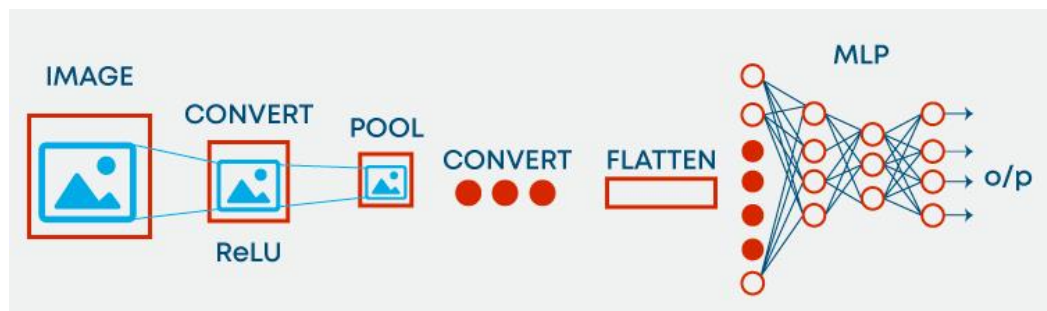 IMAGE
CONVERT
ReLU
POOL
CONVERT
FLATTEN
MLP
o/p